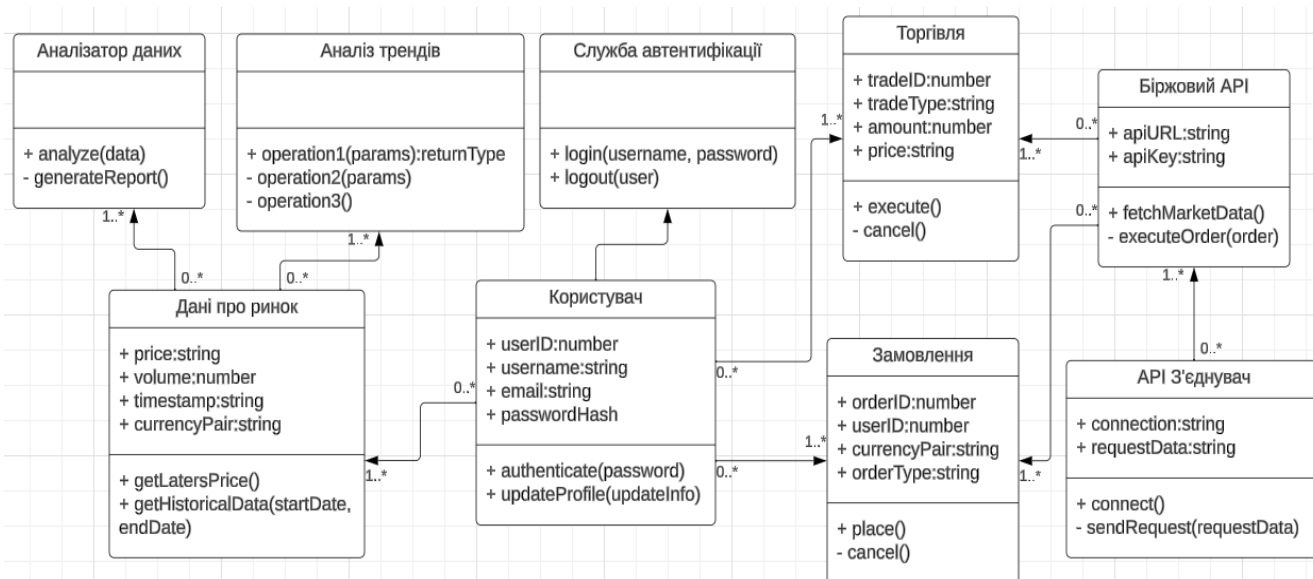 Аналізатор даних
+ analyze(data)
- generateReport()
1..*
Аналіз трендів
+ operation1(params):returnType
- operation2(params)
- operation3()
1..*
Служба автентифікації
+ login(username, password)
+ logout(user)
Торгівля
+ tradeID:number
+ tradeType:string
+ amount:number
+ price:string
+ execute()
- cancel()
1..*
1..*
Біржовий API
+ apiURL:string
+ apiKey:string
+ fetchMarketData()
- executeOrder(order)
0..*
0..*
1..*
0..*
0..*
Дані про ринок
+ price:string
+ volume:number
+ timestamp:string
+ currencyPair:string
+ getLatersPrice()
+ getHistoricalData(startDate,
endDate)
1..*
Користувач
+ userID:number
+ username:string
+ email:string
+ passwordHash
+ authenticate(password)
+ updateProfile(updateInfo)
0..*
0..*
0..*
Замовлення
+ orderID:number
+ userID:number
+ currencyPair:string
+ orderType:string
+ place()
- cancel()
1..*
1..*
0..*
АРІ З'єднувач
+ connection:string
+ requestData:string
+ connect()
- sendRequest(requestData)